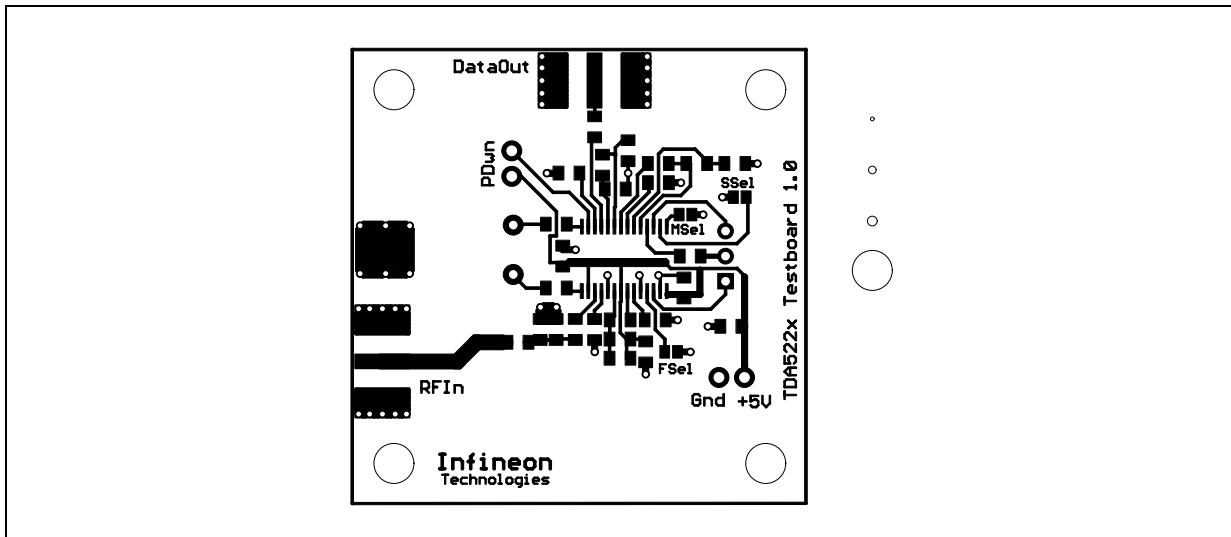 DataOut
PDwn
SSel
MSel
TDA522x Testboard 1.0
FSel
RFIn
Gnd +5V
Infineon
Technologies